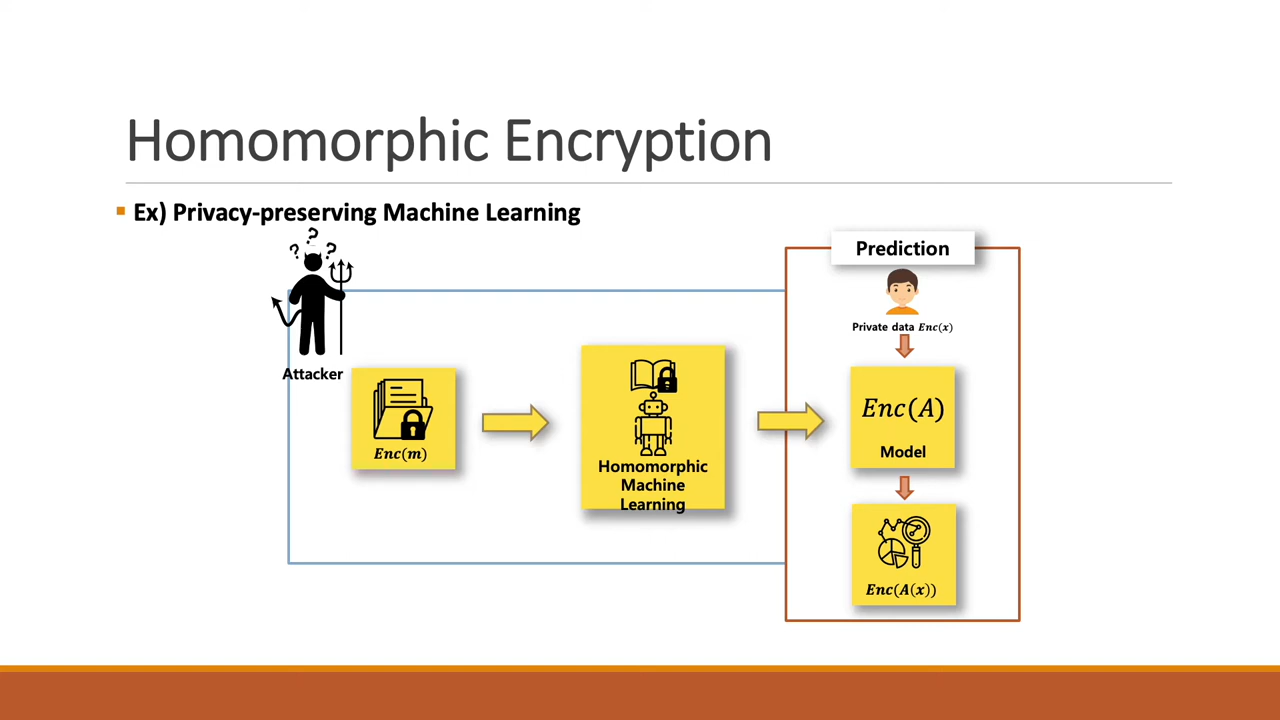 Homomorphic Encryption
Ex) Privacy-preserving Machine Learning
? ? ?
Attacker
Enc(m)
Homomorphic
Machine
Learning
Prediction
Private data Enc(x)
Enc(A)
Model
Enc(A(x))